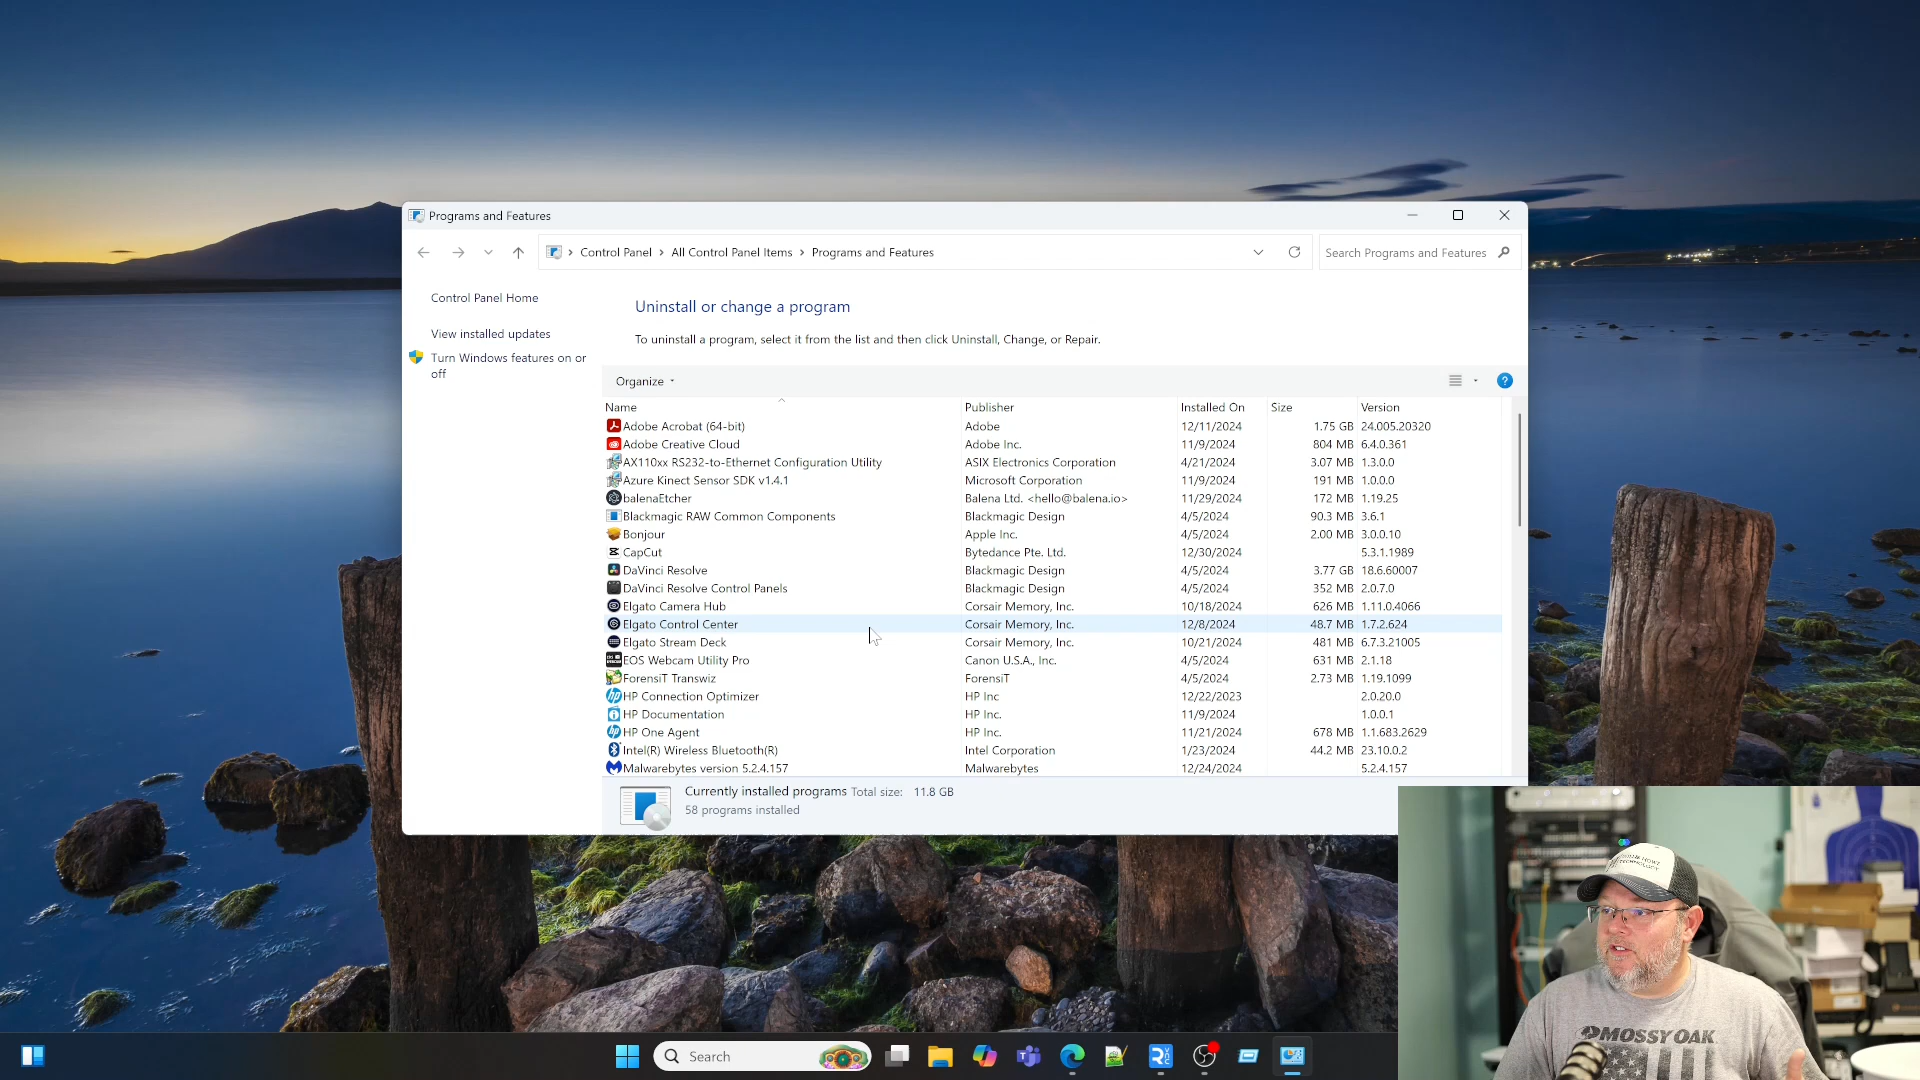 Programs and Features
Control Panel > All Control Panel Items > Programs and Features
Search Programs and Features
Control Panel Home
View installed updates
Turn Windows features on or
off
Uninstall or change a program
To uninstall a program, select it from the list and then click Uninstall, Change, or Repair.
Organize
Name Publisher Installed On Size Version
Adobe Acrobat (64-bit) Adobe 12/11/2024 1.75 GB 24.005.20320
Adobe Creative Cloud Adobe Inc. 11/9/2024 804 MB 6.4.0.361
AX110xx RS232-to-Ethernet Configuration Utility ASIX Electronics Corporation 4/21/2024 3.07 MB 1.3.0.0
Azure Kinect Sensor SDK v1.4.1 Microsoft Corporation 11/9/2024 191 MB 1.0.0.0
balenaEtcher Balena Ltd. <hello@balena.io> 11/29/2024 172 MB 1.19.25
Blackmagic RAW Common Components Blackmagic Design 4/5/2024 90.3 MB 3.6.1
Bonjour Apple Inc. 4/5/2024 2.00 MB 3.0.0.10
CapCut Bytedance Pte. Ltd. 12/30/2024 5.3.1.1989
DaVinci Resolve Blackmagic Design 4/5/2024 3.77 GB 18.6.60007
DaVinci Resolve Control Panels Blackmagic Design 4/5/2024 352 MB 2.0.7.0
Elgato Camera Hub Corsair Memory, Inc. 10/18/2024 626 MB 1.11.0.4066
Elgato Control Center Corsair Memory, Inc. 12/8/2024 48.7 MB 1.7.2.624
Elgato Stream Deck Corsair Memory, Inc. 10/21/2024 481 MB 6.7.3.21005
EOS Webcam Utility Pro Canon U.S.A., Inc. 4/5/2024 631 MB 2.1.18
ForensiT Transwiz ForensiT 4/5/2024 2.73 MB 1.19.1099
HP Connection Optimizer HP Inc 12/22/2023 2.0.20.0
HP Documentation HP Inc. 11/9/2024 1.0.0.1
HP One Agent HP Inc. 11/21/2024 678 MB 1.1.683.2629
Intel(R) Wireless Bluetooth(R) Intel Corporation 1/23/2024 44.2 MB 23.10.0.2
Malwarebytes version 5.2.4.157 Malwarebytes 12/24/2024 5.2.4.157
Currently installed programs Total size: 11.8 GB
58 programs installed
MOSSY OAK
Search